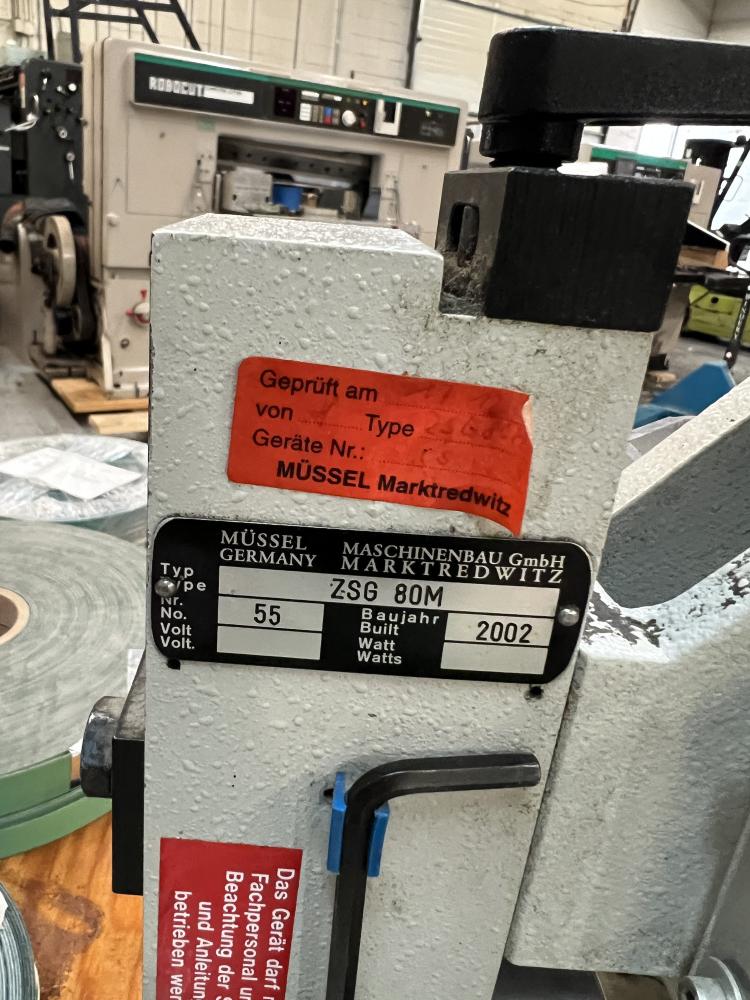 ROBOCUT
Geprüft am
von Type
Geräte Nr.:
MÜSSEL Marktredwitz
MÜSSEL MASCHINENBAU GmbH
GERMANY MARKTREDWITZ
Typ
Type ZSG 80M
Nr.
No. 55 Baujahr
Built 2002
Volt
Volt. Watt
Watts
Das Gerät darf
Fachpersonal
Beachtung der
und Anleitun
betrieben wer